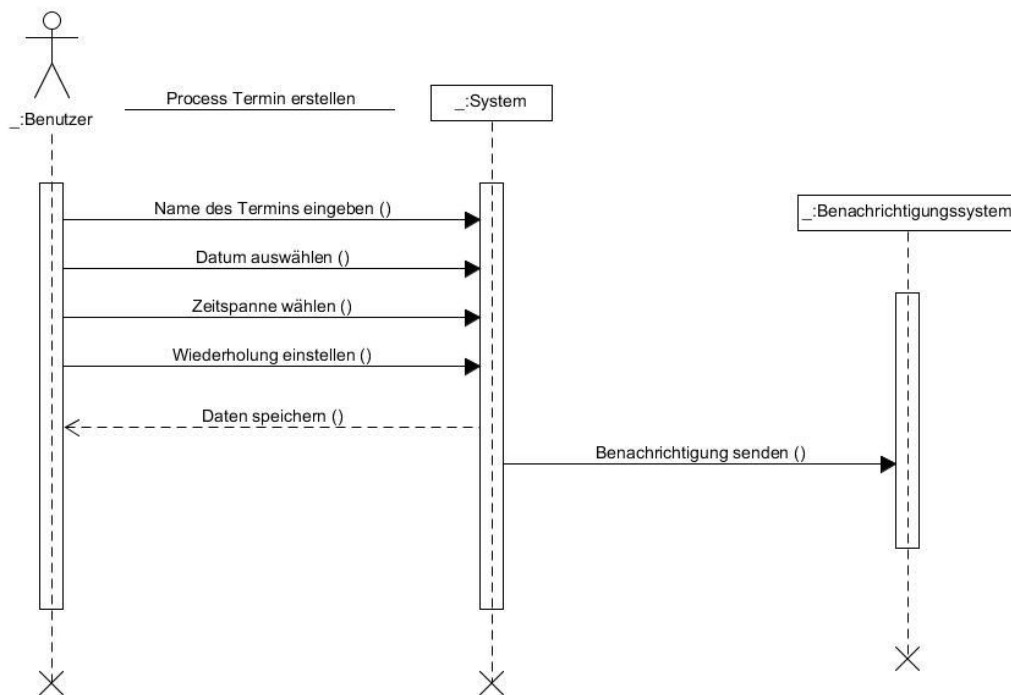 Process Termin erstellen
_:System
_:Benutzer
Name des Termins eingeben ()
_:Benachrichtigungssystem
Datum auswählen ()
Zeitspanne wählen ()
Wiederholung einstellen ()
Daten speichern ()
Benachrichtigung senden ()